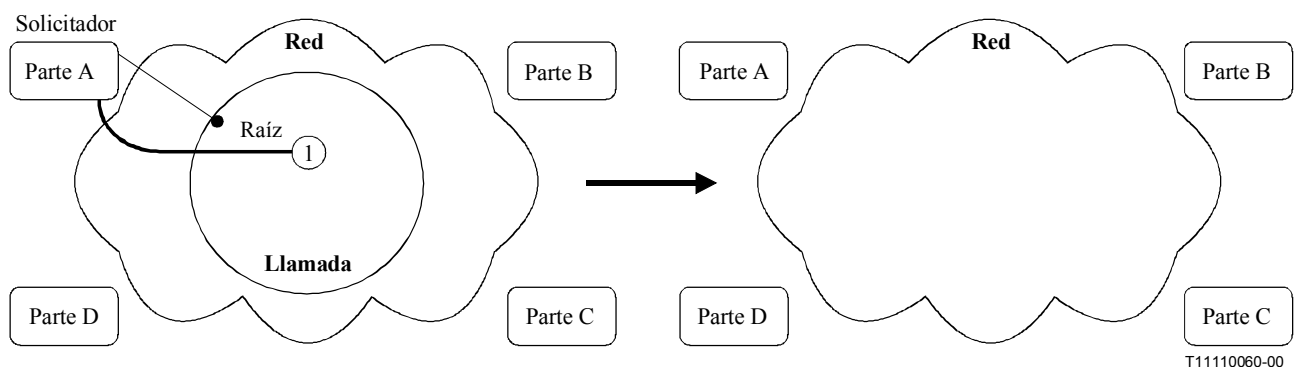 Solicitador
Parte A
Red
Parte B
Raíz
1
Llamada
Parte D
Parte C
Parte A
Red
Parte B
Parte D
Parte C
T11110060-00